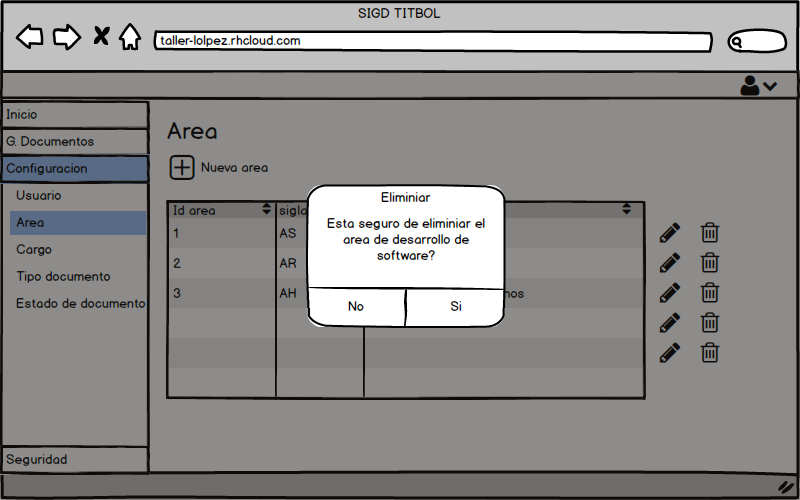 SIGD TITBOL
taller-lolpez.rhcloud.com
Inicio
G. Documentos
Configuracion
Usuario
Area
Cargo
Tipo documento
Estado de documento
Seguridad
Area
Nueva area
Id area sigla
1 AS
2 AR
3 AH nos
Eliminiar
Esta seguro de eliminiar el
area de desarrollo de
software?
No Si